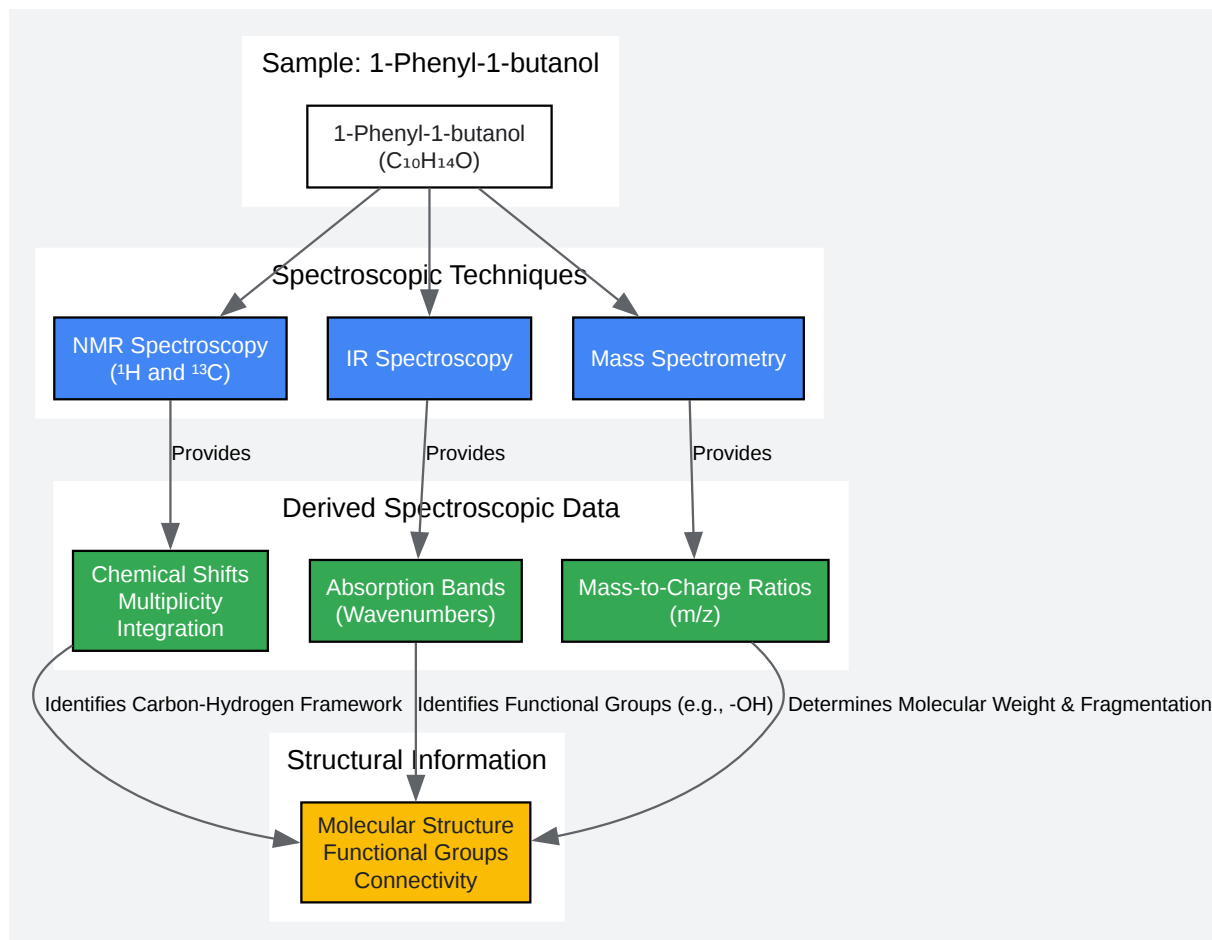 Sample: 1-Phenyl-1-butanol
1-Phenyl-1-butanol
(C₁₀H₁₄O)
Spectroscopic Techniques
NMR Spectroscopy
(¹H and ¹³C)
IR Spectroscopy
Mass Spectrometry
Provides
Provides
Provides
Derived Spectroscopic Data
Chemical Shifts
Multiplicity
Integration
Absorption Bands
(Wavenumbers)
Mass-to-Charge Ratios
(m/z)
Identifies Carbon-Hydrogen Framework
Identifies Functional Groups (e.g., -OH)
Determines Molecular Weight & Fragmentation
Structural Information
Molecular Structure
Functional Groups
Connectivity